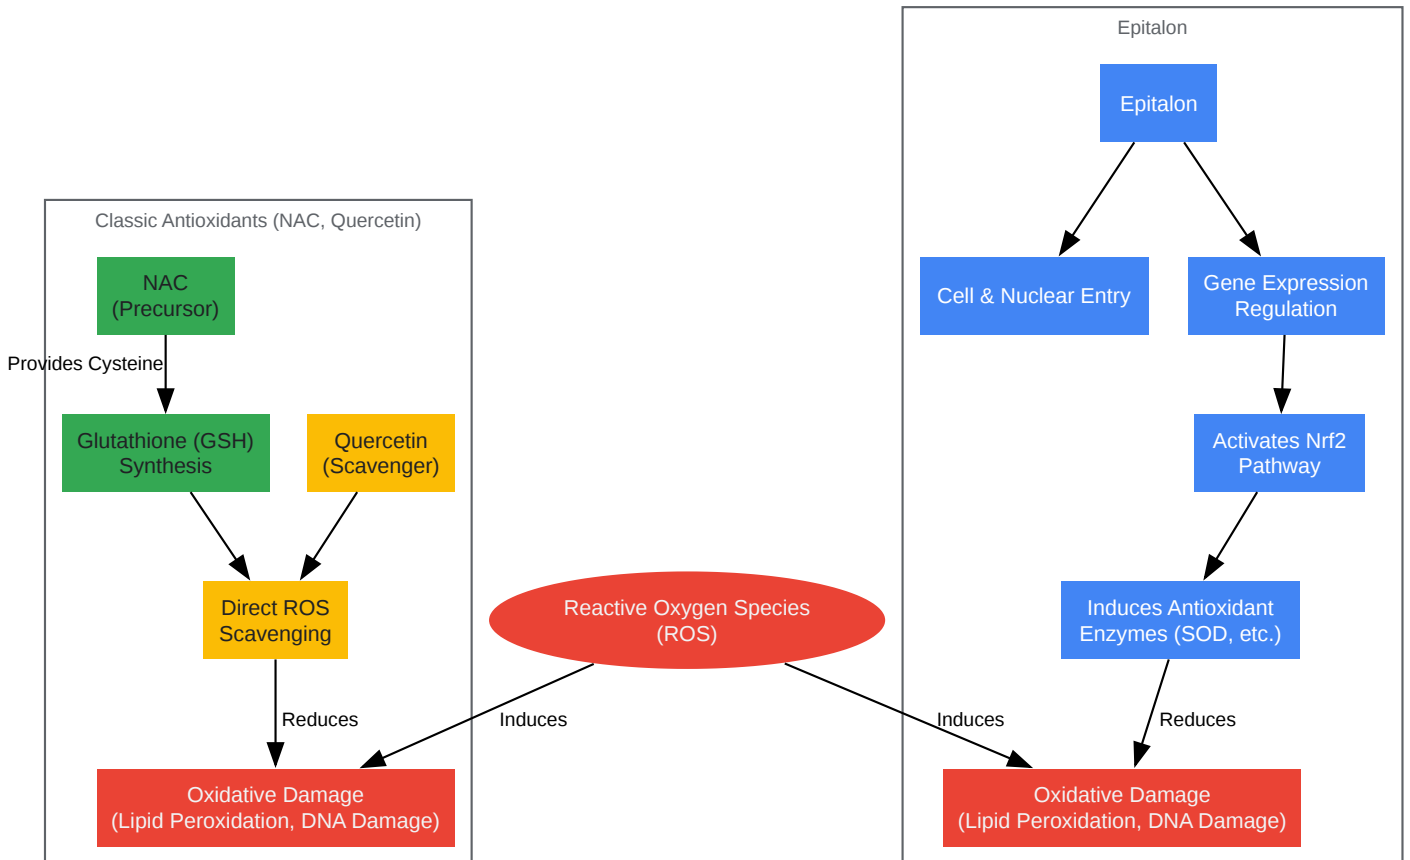 Epitalon
Epitalon
Classic Antioxidants (NAC, Quercetin)
NAC
(Precursor)
Cell & Nuclear Entry
Gene Expression
Regulation
Provides Cysteine
Glutathione (GSH)
Synthesis
Quercetin
(Scavenger)
Activates Nrf2
Pathway
Direct ROS
Scavenging
Reactive Oxygen Species
(ROS)
Induces Antioxidant
Enzymes (SOD, etc.)
Reduces
Induces
Induces
Reduces
Oxidative Damage
(Lipid Peroxidation, DNA Damage)
Oxidative Damage
(Lipid Peroxidation, DNA Damage)